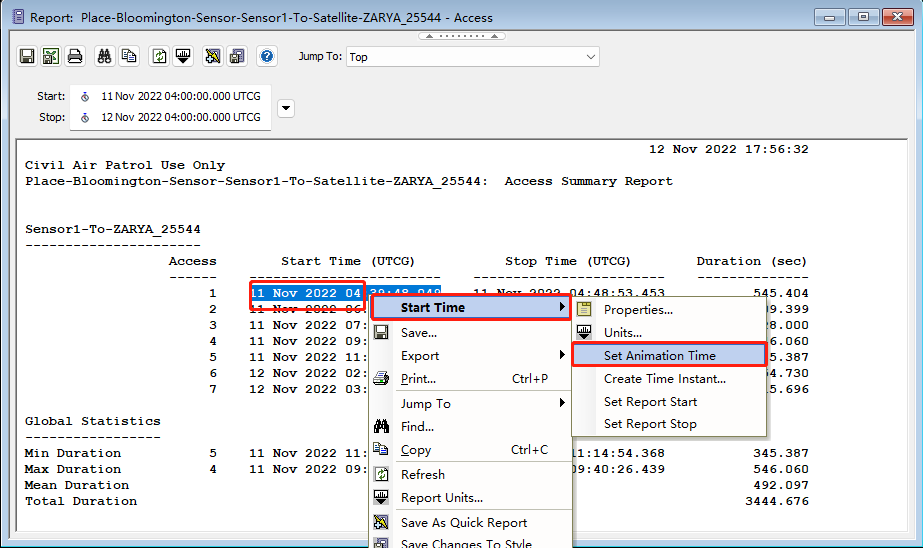 Report:  Place-Bloomington-Sensor-Sensor1-To-Satellite-ZARYA_25544 - Access
Jump To: Top
Start: 11 Nov 2022 04:00:00.000 UTCG
Stop: 12 Nov 2022 04:00:00.000 UTCG
12 Nov 2022 17:56:32
Civil Air Patrol Use Only
Place-Bloomington-Sensor-Sensor1-To-Satellite-ZARYA_25544:  Access Summary Report
Sensor1-To-ZARYA_25544
Access Start Time (UTCG) Stop Time (UTCG) Duration (sec)
1 11 Nov 2022 04:39:48.049 11 Nov 2022 04:48:53.453 545.404
2 11 Nov 2022 06: 09.399
3 11 Nov 2022 07: 28.000
4 11 Nov 2022 09: 6.060
5 11 Nov 2022 11: 5.387
6 12 Nov 2022 02: 4.730
7 12 Nov 2022 03: 5.696
Global Statistics
Min Duration 5 11 Nov 2022 11: 11:14:54.368 345.387
Max Duration 4 11 Nov 2022 09: 09:40:26.439 546.060
Mean Duration 492.097
Total Duration 3444.676
Start Time
Save...
Export
Print... Ctrl+P
Jump To
Find...
Copy Ctrl+C
Refresh
Report Units...
Save As Quick Report
Save Changes To Style
Properties...
Units...
Set Animation Time
Create Time Instant...
Set Report Start
Set Report Stop